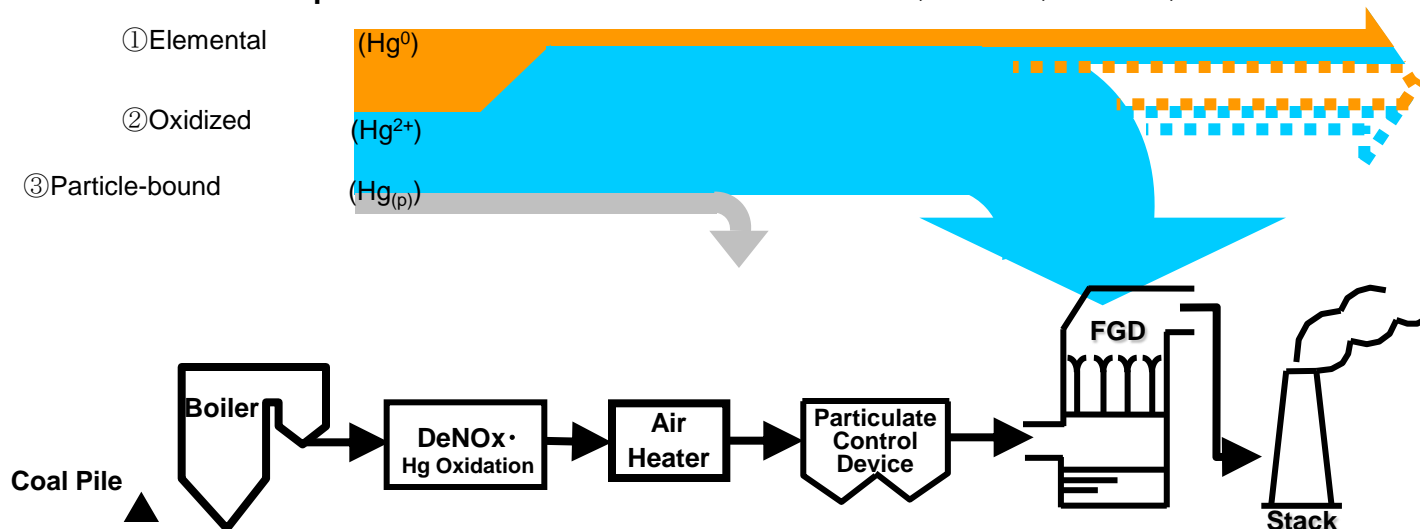 ①Elemental (Hg⁰)
②Oxidized (Hg²⁺)
③Particle-bound (Hg₍ₚ₎)
FGD
Boiler
DeNOx・
Hg Oxidation
Air
Heater
Particulate
Control
Device
Coal Pile
Stack